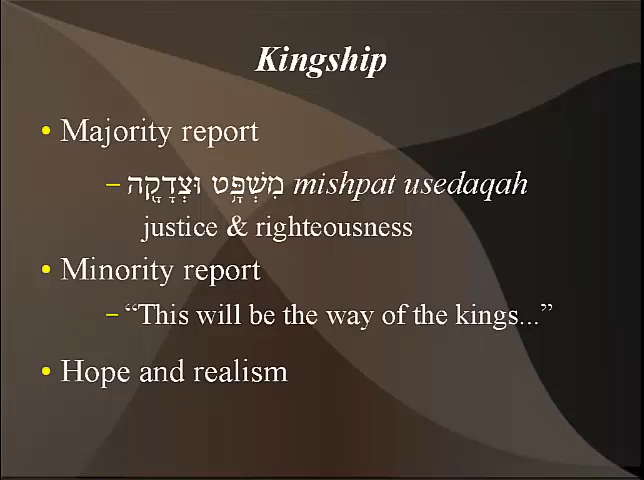 Kingship
• Majority report
– מִשְׁפָּ֥ט וּצְדָקָ֖ה mishpat usedaqah
justice & righteousness
• Minority report
– “This will be the way of the kings...”
• Hope and realism